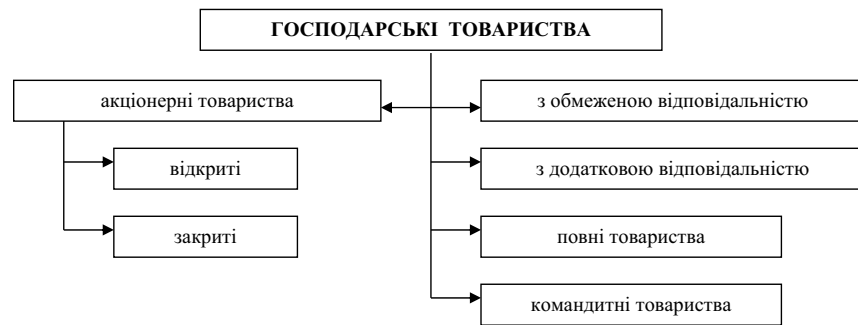 ГОСПОДАРСЬКІ ТОВАРИСТВА
акціонерні товариства
з обмеженою відповідальністю
відкриті
з додатковою відповідальністю
закриті
повні товариства
командитні товариства